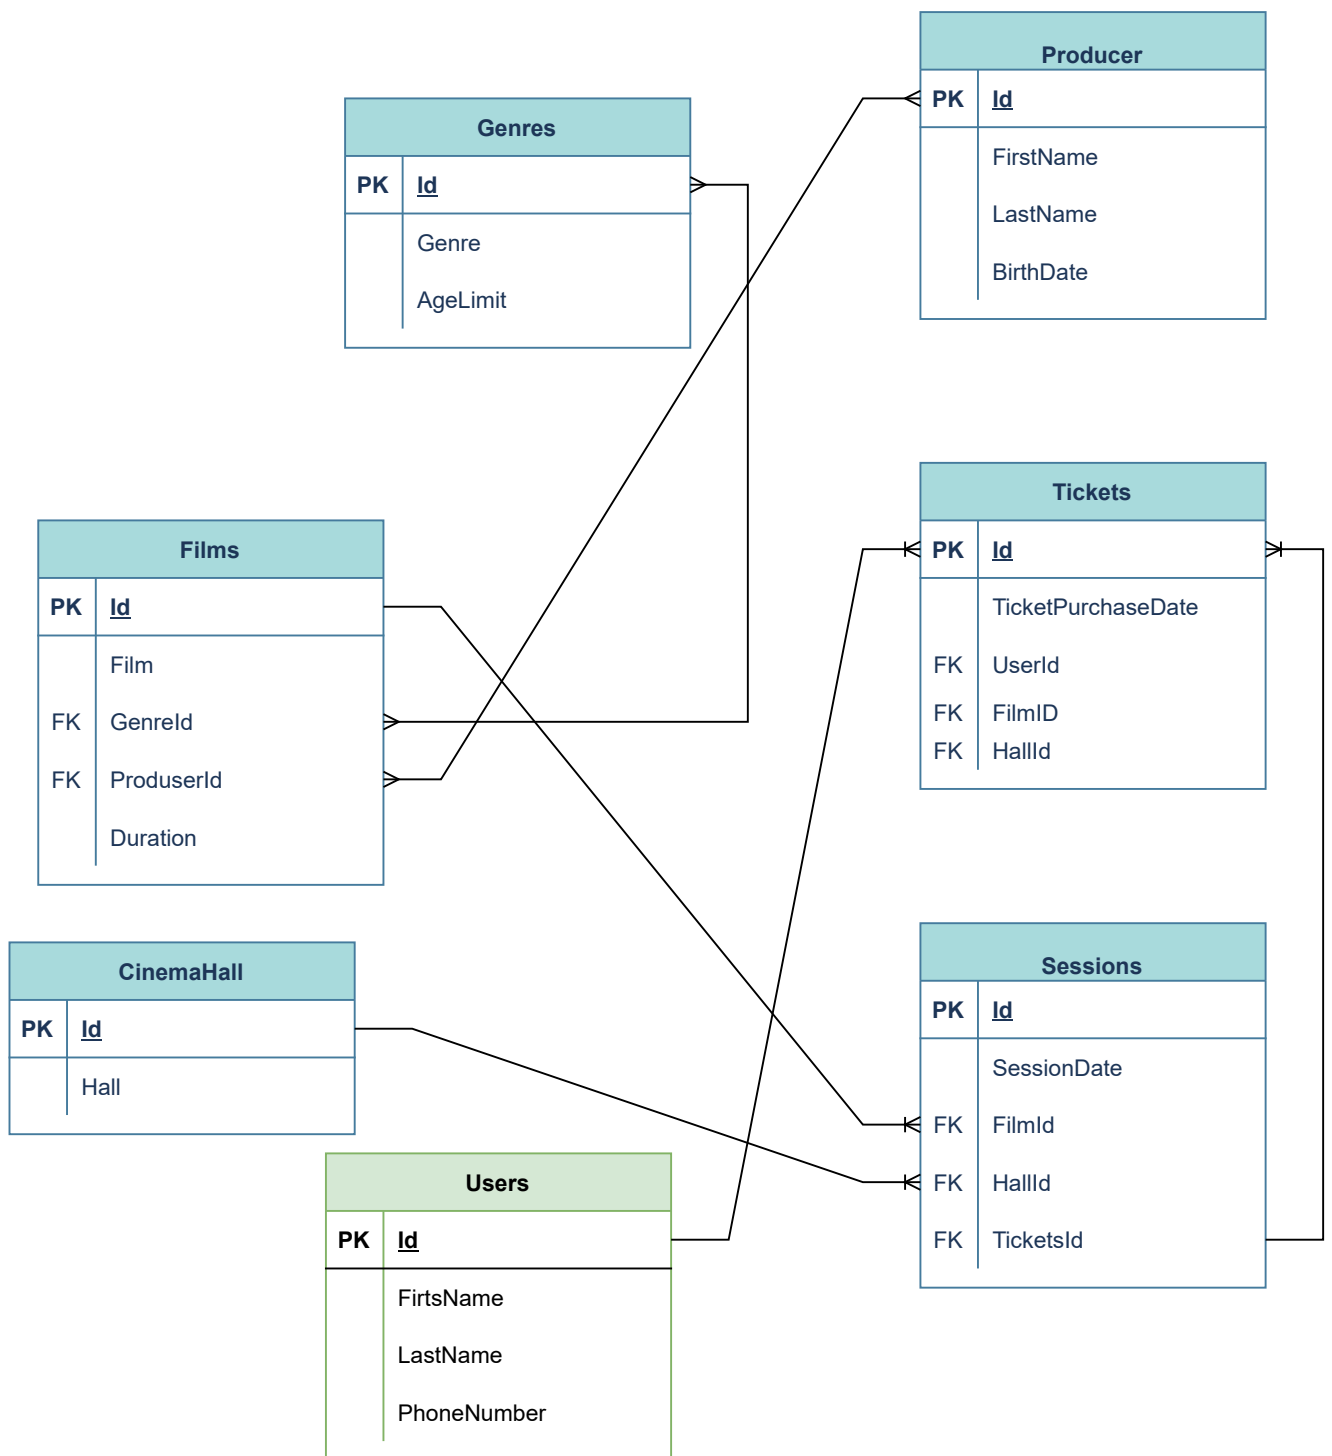 Producer
PK Id
FirstName
LastName
BirthDate
Genres
PK Id
Genre
AgeLimit
Tickets
PK Id
TicketPurchaseDate
FK UserId
FK FilmID
FK HallId
Films
PK Id
Film
FK GenreId
FK ProduserId
Duration
Sessions
PK Id
SessionDate
FK FilmId
FK HallId
FK TicketsId
CinemaHall
PK Id
Hall
Users
PK Id
FirtsName
LastName
PhoneNumber